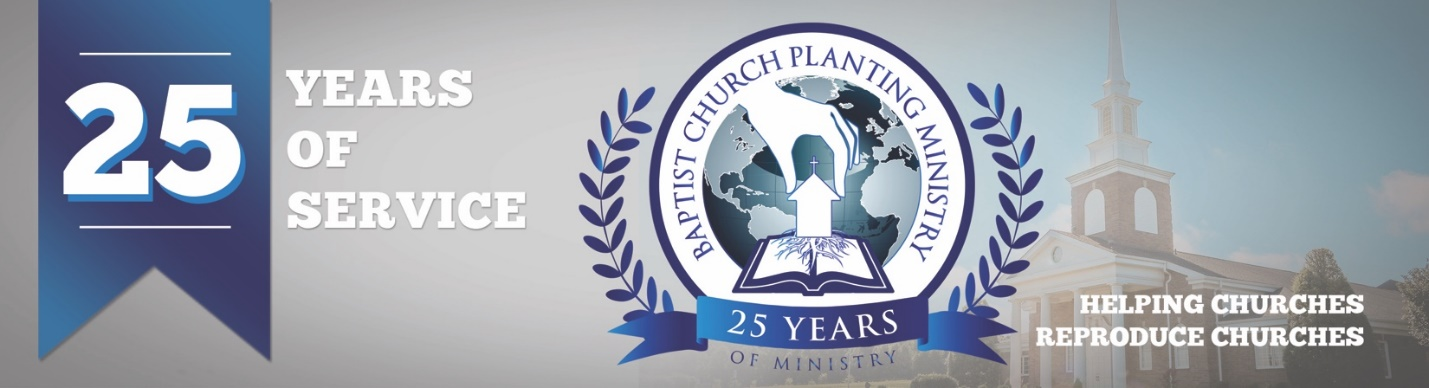 25
YEARS
OF
SERVICE
BAPTIST CHURCH PLANTING MINISTRY
25 YEARS
OF MINISTRY
HELPING CHURCHES
REPRODUCE CHURCHES